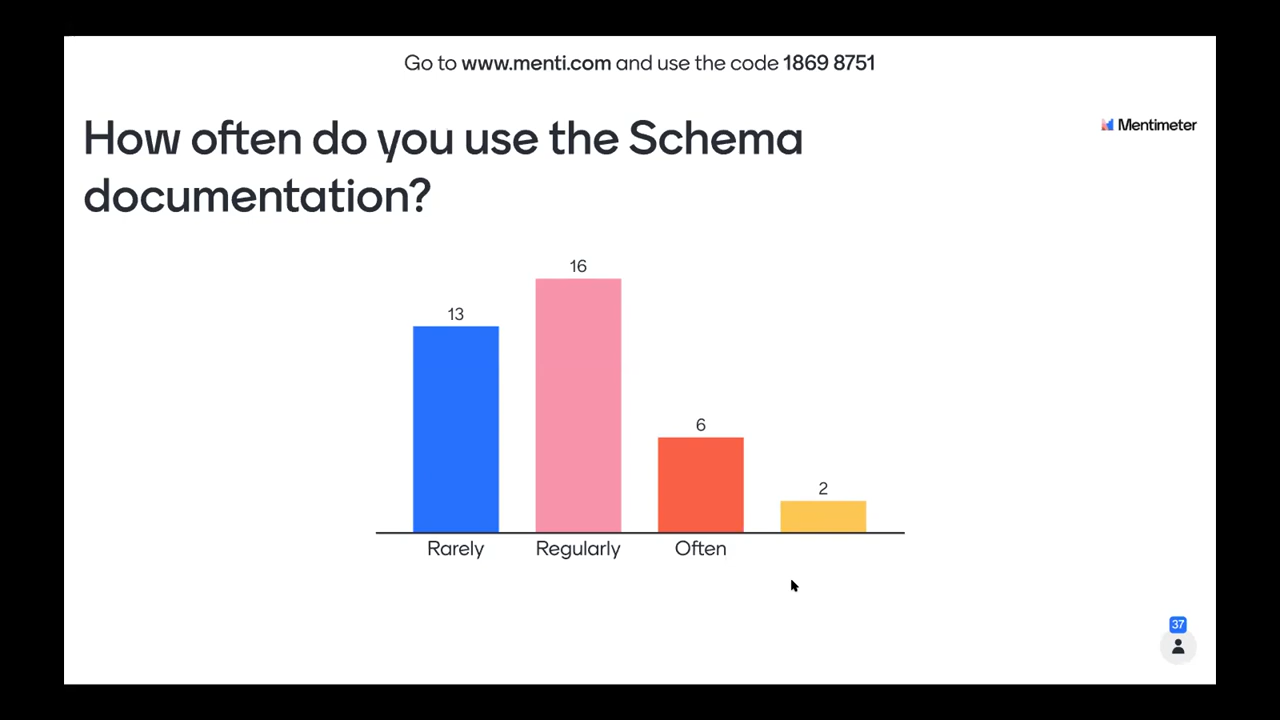 Go to www.menti.com and use the code 1869 8751
How often do you use the Schema
documentation?
Mentimeter
16
13
6
2
Rarely
Regularly
Often
37